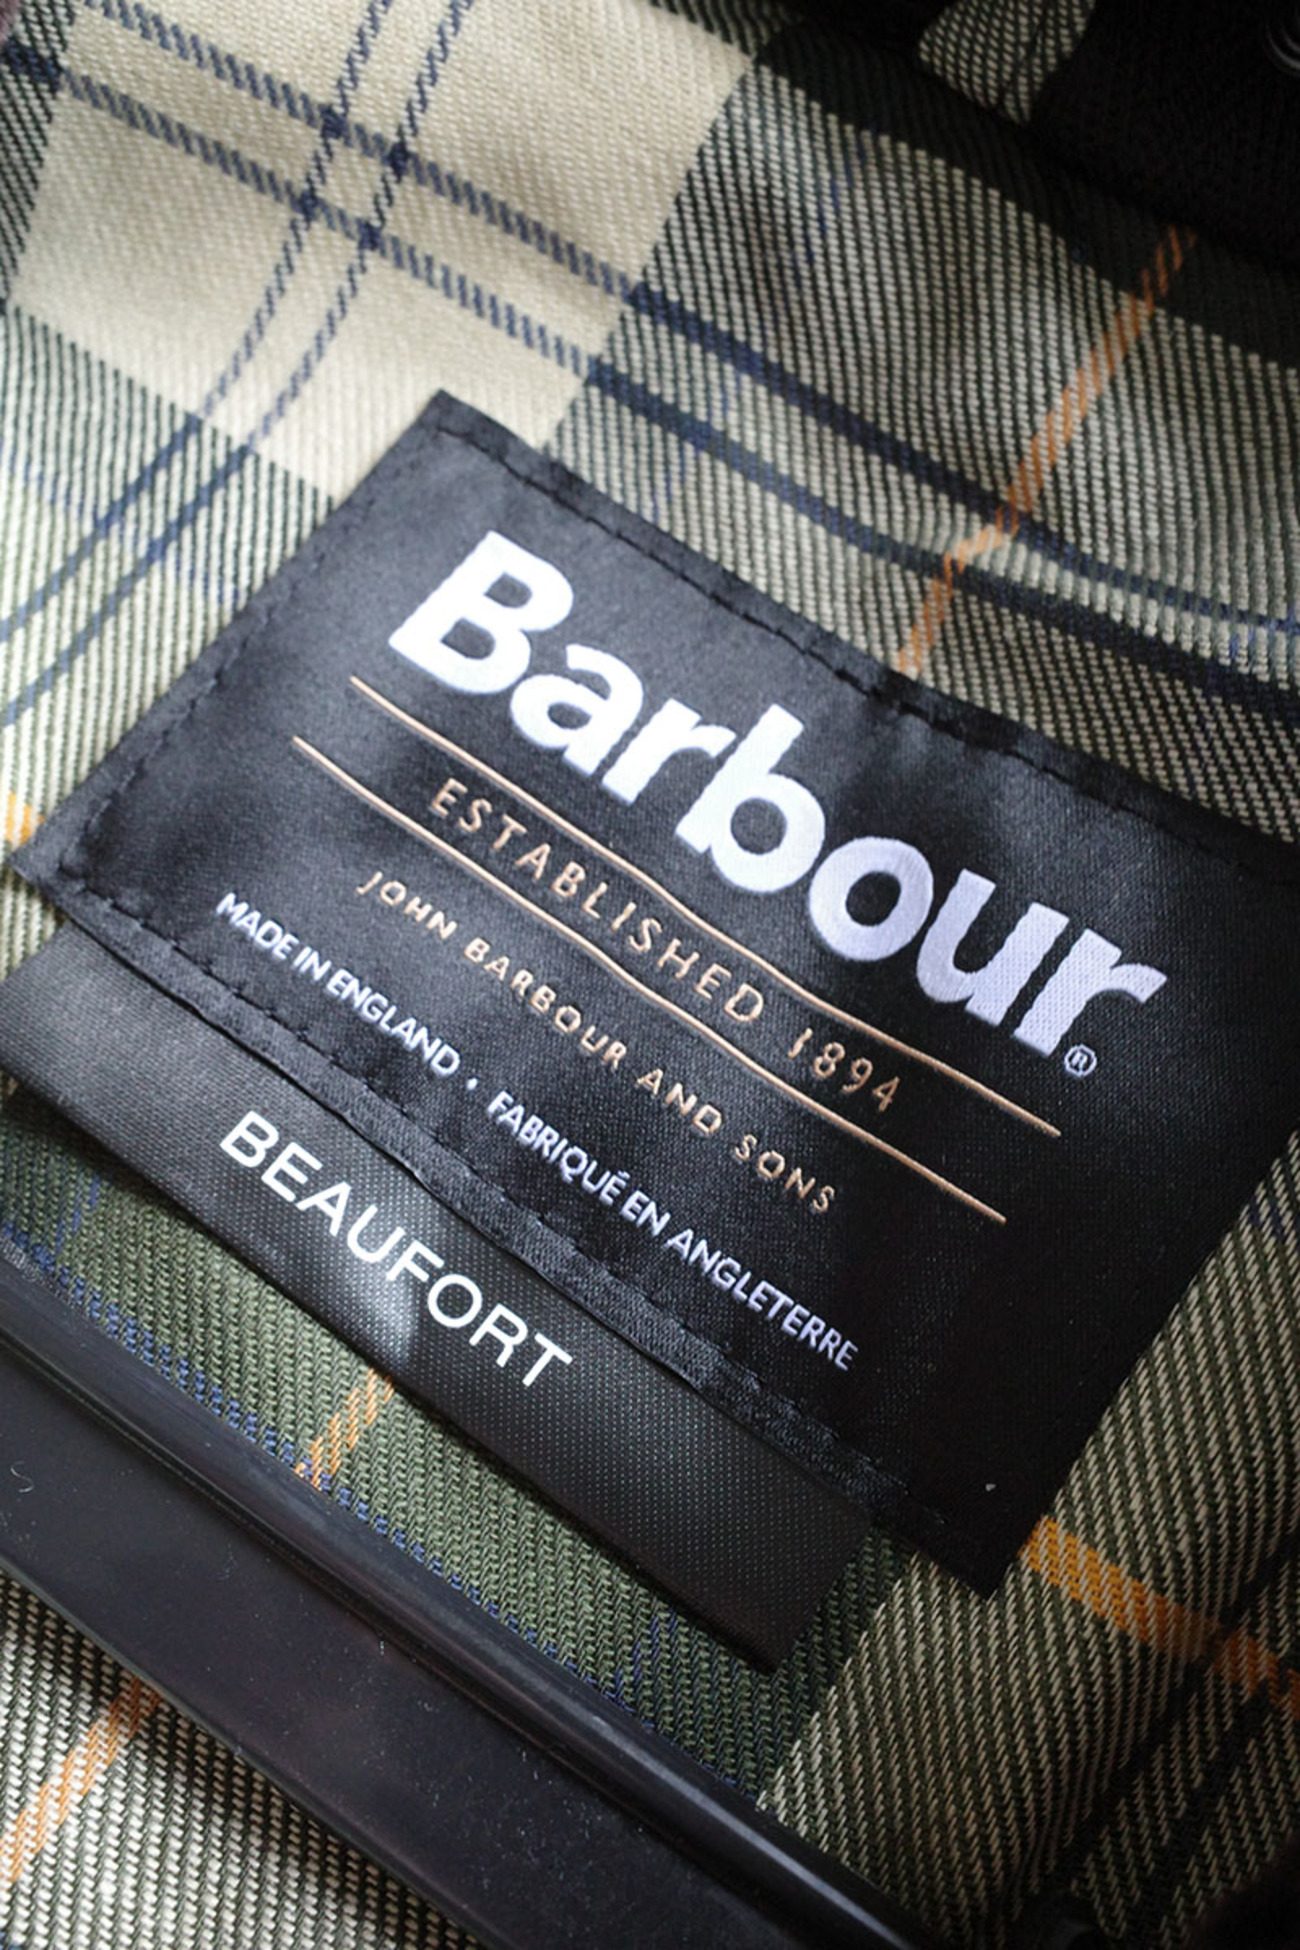 Barbour®
ESTABLISHED 1894
JOHN BARBOUR AND SONS
MADE IN ENGLAND • FABRIQUÉ EN ANGLETERRE
BEAUFORT